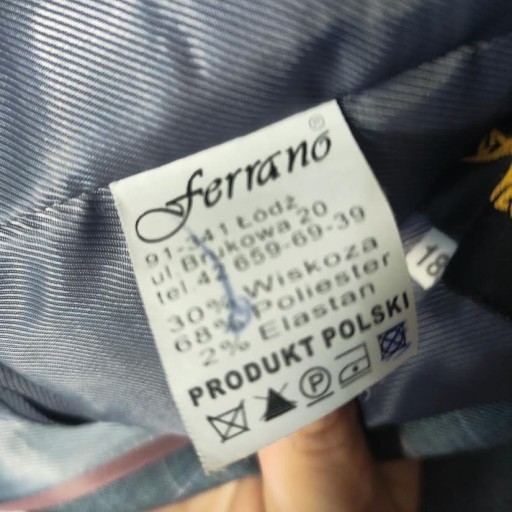 Ferrano
®
91-341 Łódź
ul Brukowa 20
tel 42 659-69-39
30% Wiskoza
68% Poliester
2% Elastan
PRODUKT POLSKI
P
18